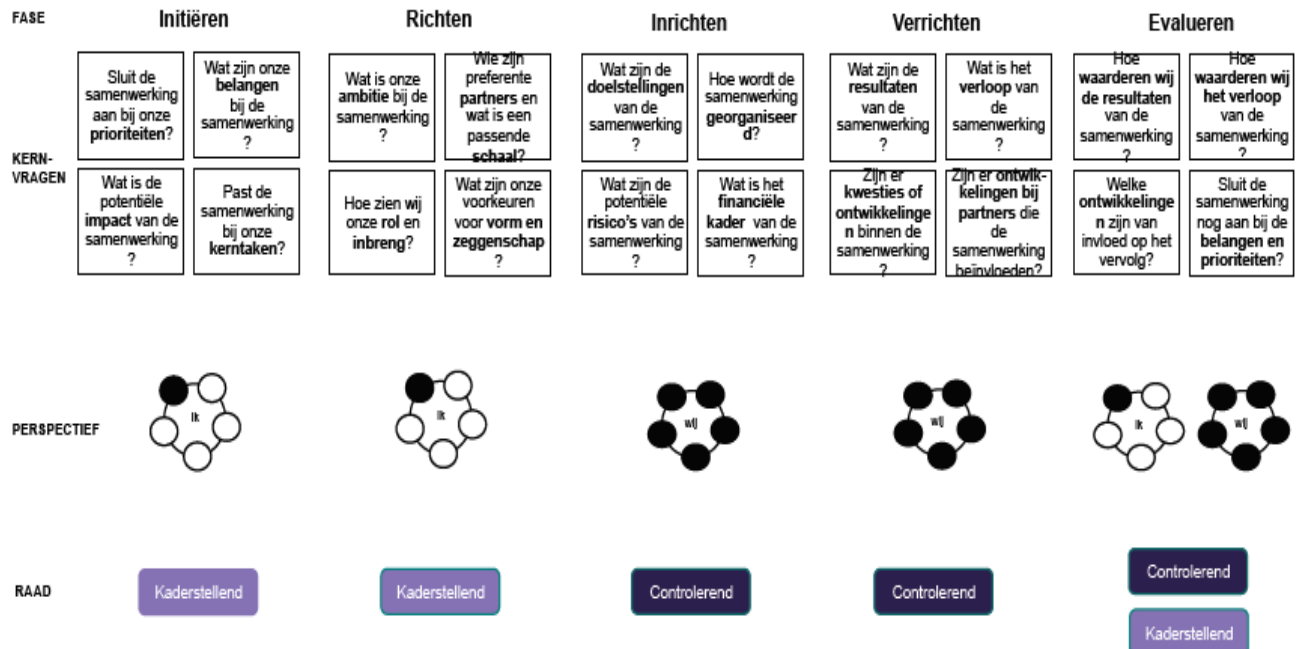 FASE
Initiëren
Richten
Inrichten
Verrichten
Evalueren
KERN-
VRAGEN
Sluit de
samenwerking
aan bij onze
prioriteiten?
Wat zijn onze
belangen
bij de
samenwerking
?
Wat is de
potentiële
impact van de
samenwerking
?
Past de
samenwerking
bij onze
kerntaken?
Wat is onze
ambitie bij de
samenwerking
?
Wie zijn
preferente
partners en
wat is een
passende
schaal?
Hoe zien wij
onze rol en
inbreng?
Wat zijn onze
voorkeuren
voor vorm en
zeggenschap
?
Wat zijn de
doelstellingen
van de
samenwerking
?
Hoe wordt de
samenwerking
georganiseer
d?
Wat zijn de
potentiële
risico's van de
samenwerking
?
Wat is het
financiële
kader van de
samenwerking
?
Wat zijn de
resultaten
van de
samenwerking
?
Wat is het
verloop van
de
samenwerking
?
Zijn er
kwesties of
ontwikkelinge
n binnen de
samenwerking
?
Zijn er ontwik-
kelingen bij
partners die
de
samenwerking
beïnvloeden?
Hoe
waarderen wij
de resultaten
van de
samenwerking
?
Hoe
waarderen wij
het verloop
van de
samenwerking
?
Welke
ontwikkelinge
n zijn van
invloed op het
vervolg?
Sluit de
samenwerking
nog aan bij de
belangen en
prioriteiten?
PERSPECTIEF
Ik
Ik
wij
wij
Ik
wij
RAAD
Kaderstellend
Kaderstellend
Controlerend
Controlerend
Controlerend
Kaderstellend